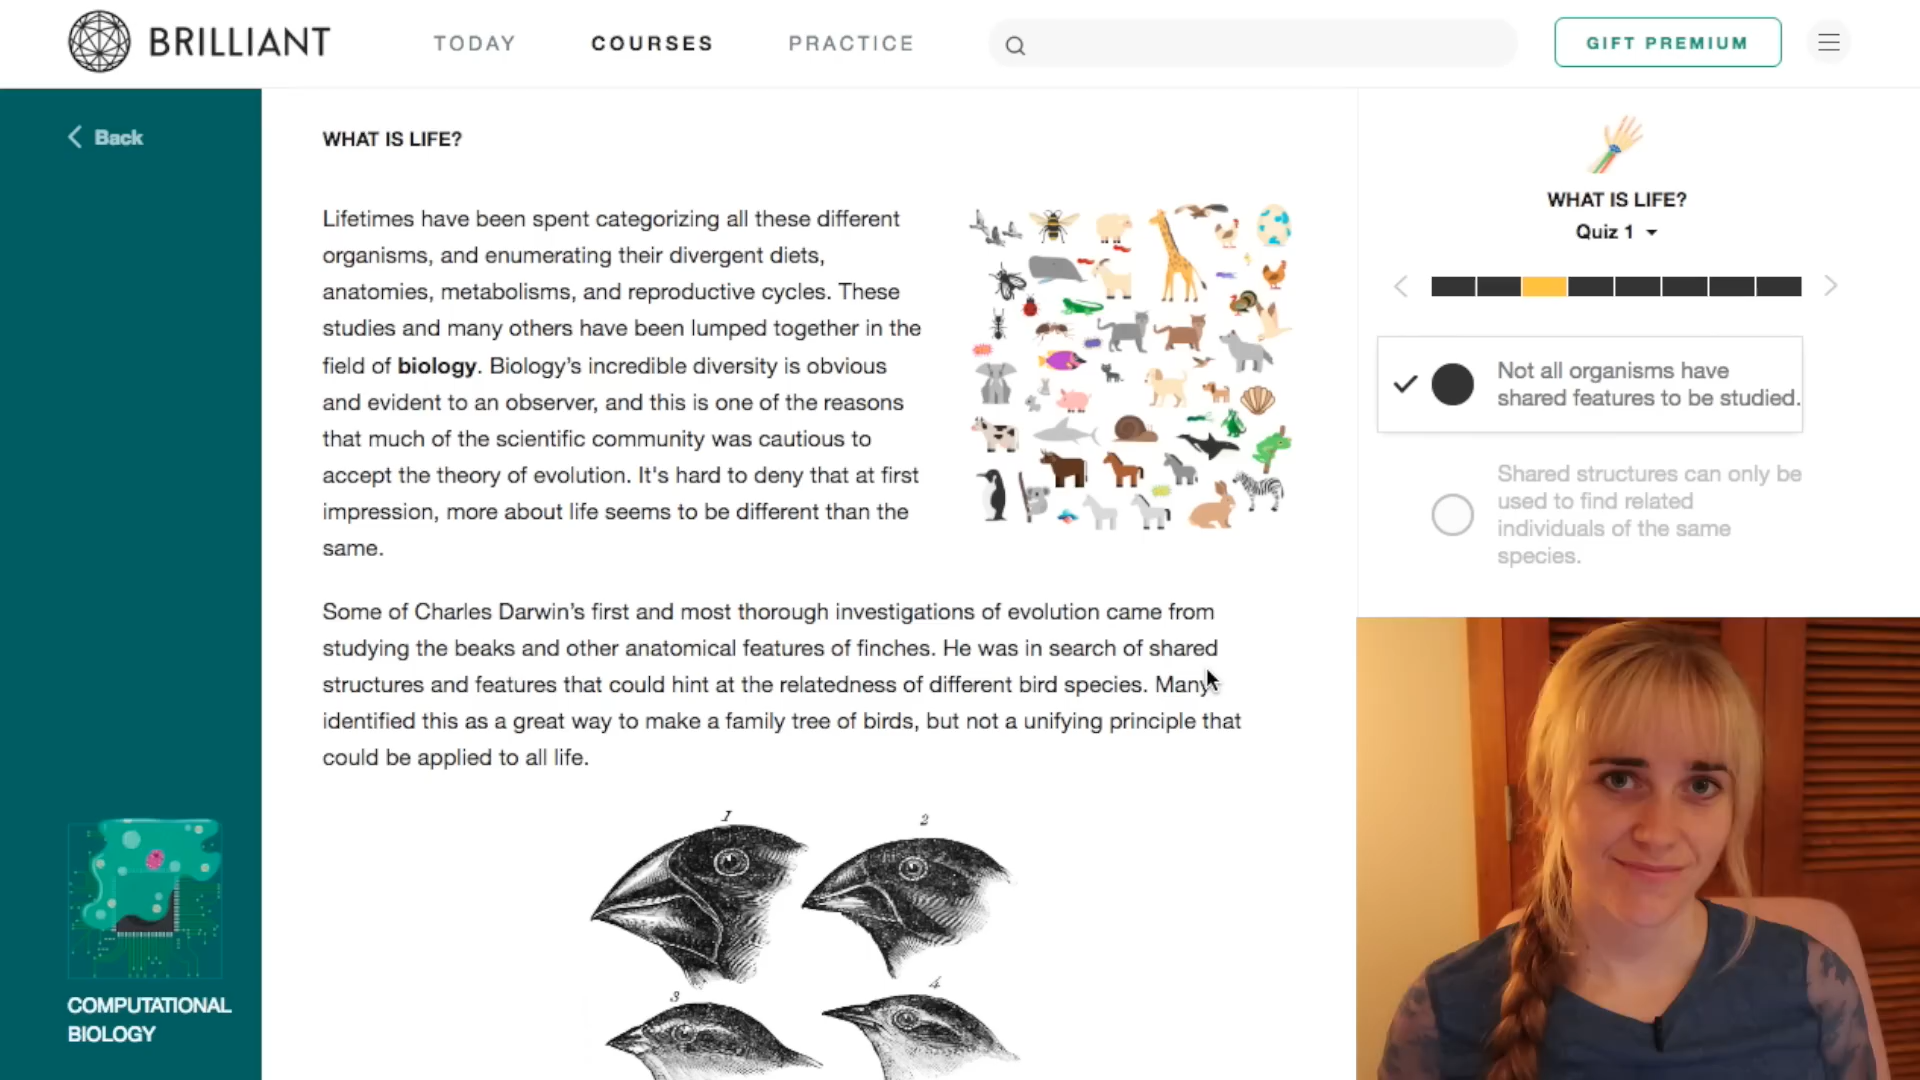 BRILLIANT
TODAY
COURSES
PRACTICE
GIFT PREMIUM
Back
WHAT IS LIFE?
Lifetimes have been spent categorizing all these different
organisms, and enumerating their divergent diets,
anatomies, metabolisms, and reproductive cycles. These
studies and many others have been lumped together in the
field of biology. Biology’s incredible diversity is obvious
and evident to an observer, and this is one of the reasons
that much of the scientific community was cautious to
accept the theory of evolution. It's hard to deny that at first
impression, more about life seems to be different than the
same.
Some of Charles Darwin’s first and most thorough investigations of evolution came from
studying the beaks and other anatomical features of finches. He was in search of shared
structures and features that could hint at the relatedness of different bird species. Many
identified this as a great way to make a family tree of birds, but not a unifying principle that
could be applied to all life.
1
2
3
4
WHAT IS LIFE?
Quiz 1
Not all organisms have
shared features to be studied.
Shared structures can only be
used to find related
individuals of the same
species.
COMPUTATIONAL
BIOLOGY